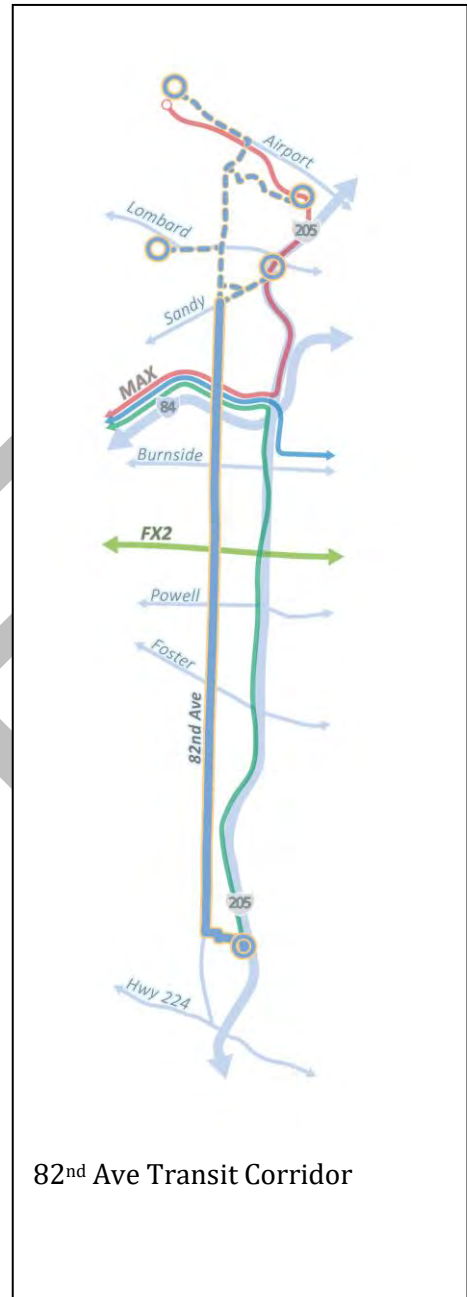 Airport
Lombard
205
Sandy
MAX
84
Burnside
FX2
Powell
Foster
82nd Ave
205
Hwy 224
82nd Ave Transit Corridor